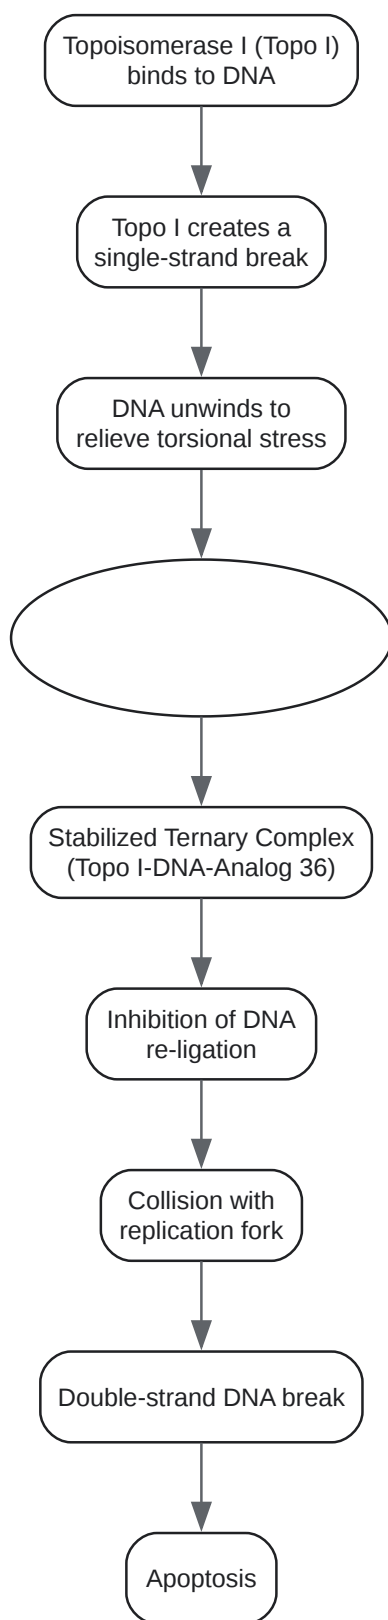 Topoisomerase I (Topo I)
binds to DNA
Topo I creates a
single-strand break
DNA unwinds to
relieve torsional stress
Stabilized Ternary Complex
(Topo I-DNA-Analog 36)
Inhibition of DNA
re-ligation
Collision with
replication fork
Double-strand DNA break
Apoptosis